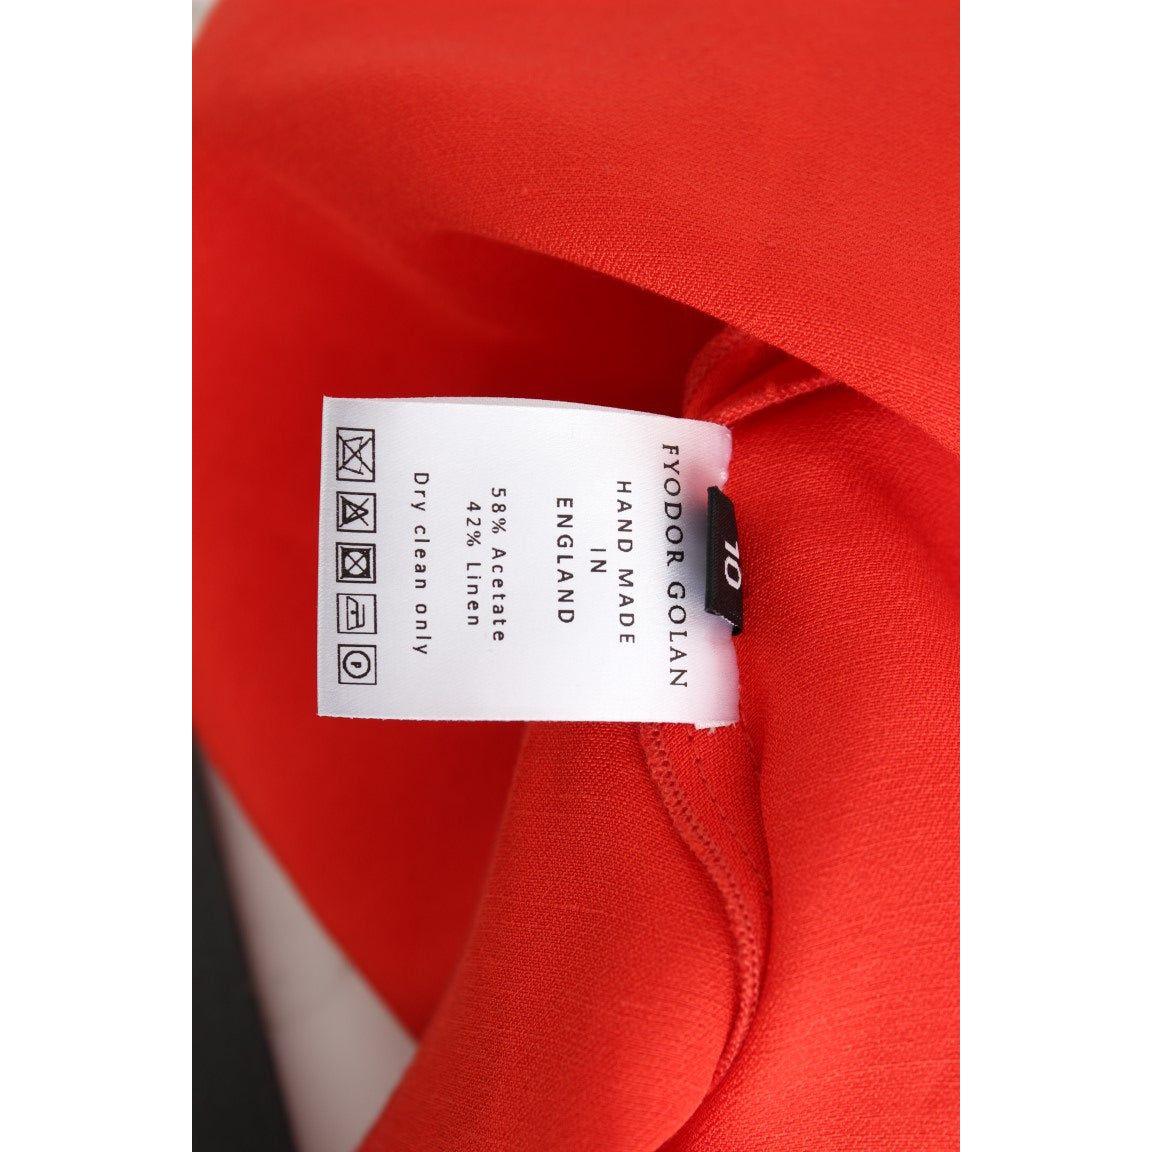 FYODOR GOLAN
HAND MADE
IN
ENGLAND
58% Acetate
42% Linen
Dry clean only
P
10